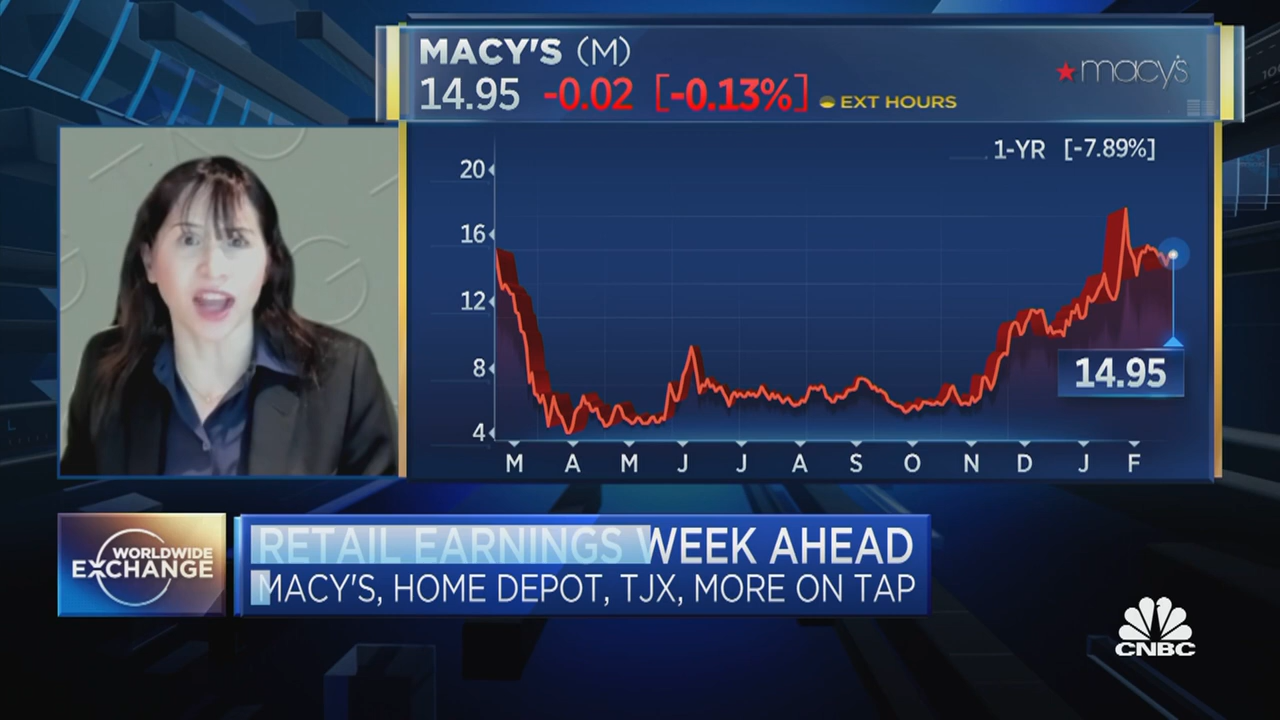 MACY'S (M)
14.95 -0.02 [-0.13%] EXT HOURS
macy's
1-YR [-7.89%]
20
16
12
8
4
14.95
M A M J J A S O N D J F
WORLDWIDE
EXCHANGE
RETAIL EARNINGS WEEK AHEAD
MACY'S, HOME DEPOT, TJX, MORE ON TAP
CNBC